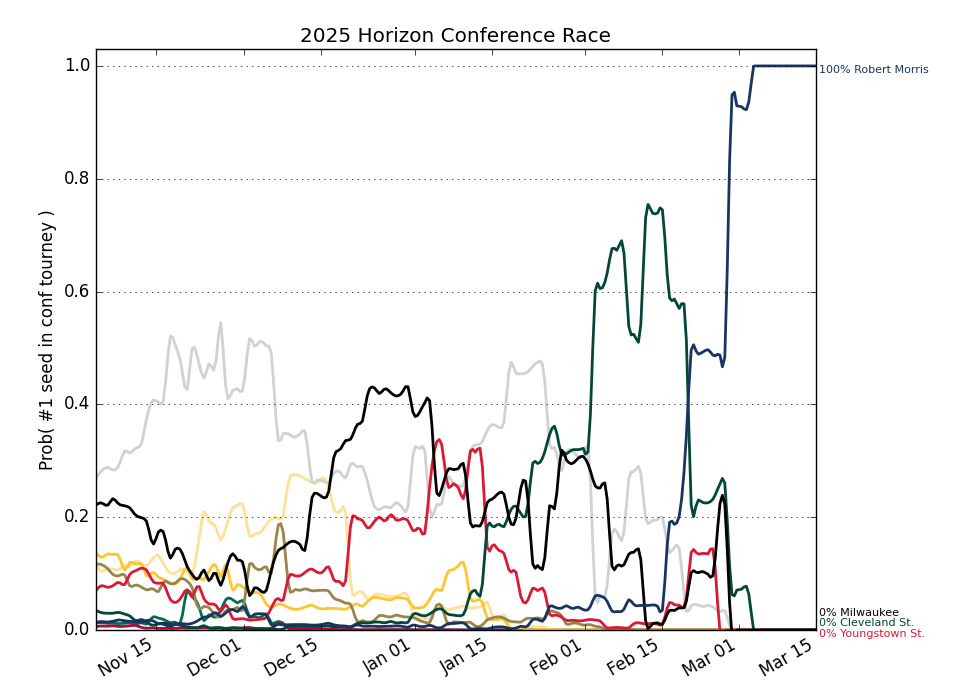 2025 Horizon Conference Race
Prob( #1 seed in conf tourney )
1.0
0.8
0.6
0.4
0.2
0.0
100% Robert Morris
0% Milwaukee
0% Cleveland St.
0% Youngstown St.
Nov 15
Dec 01
Dec 15
Jan 01
Jan 15
Feb 01
Feb 15
Mar 01
Mar 15